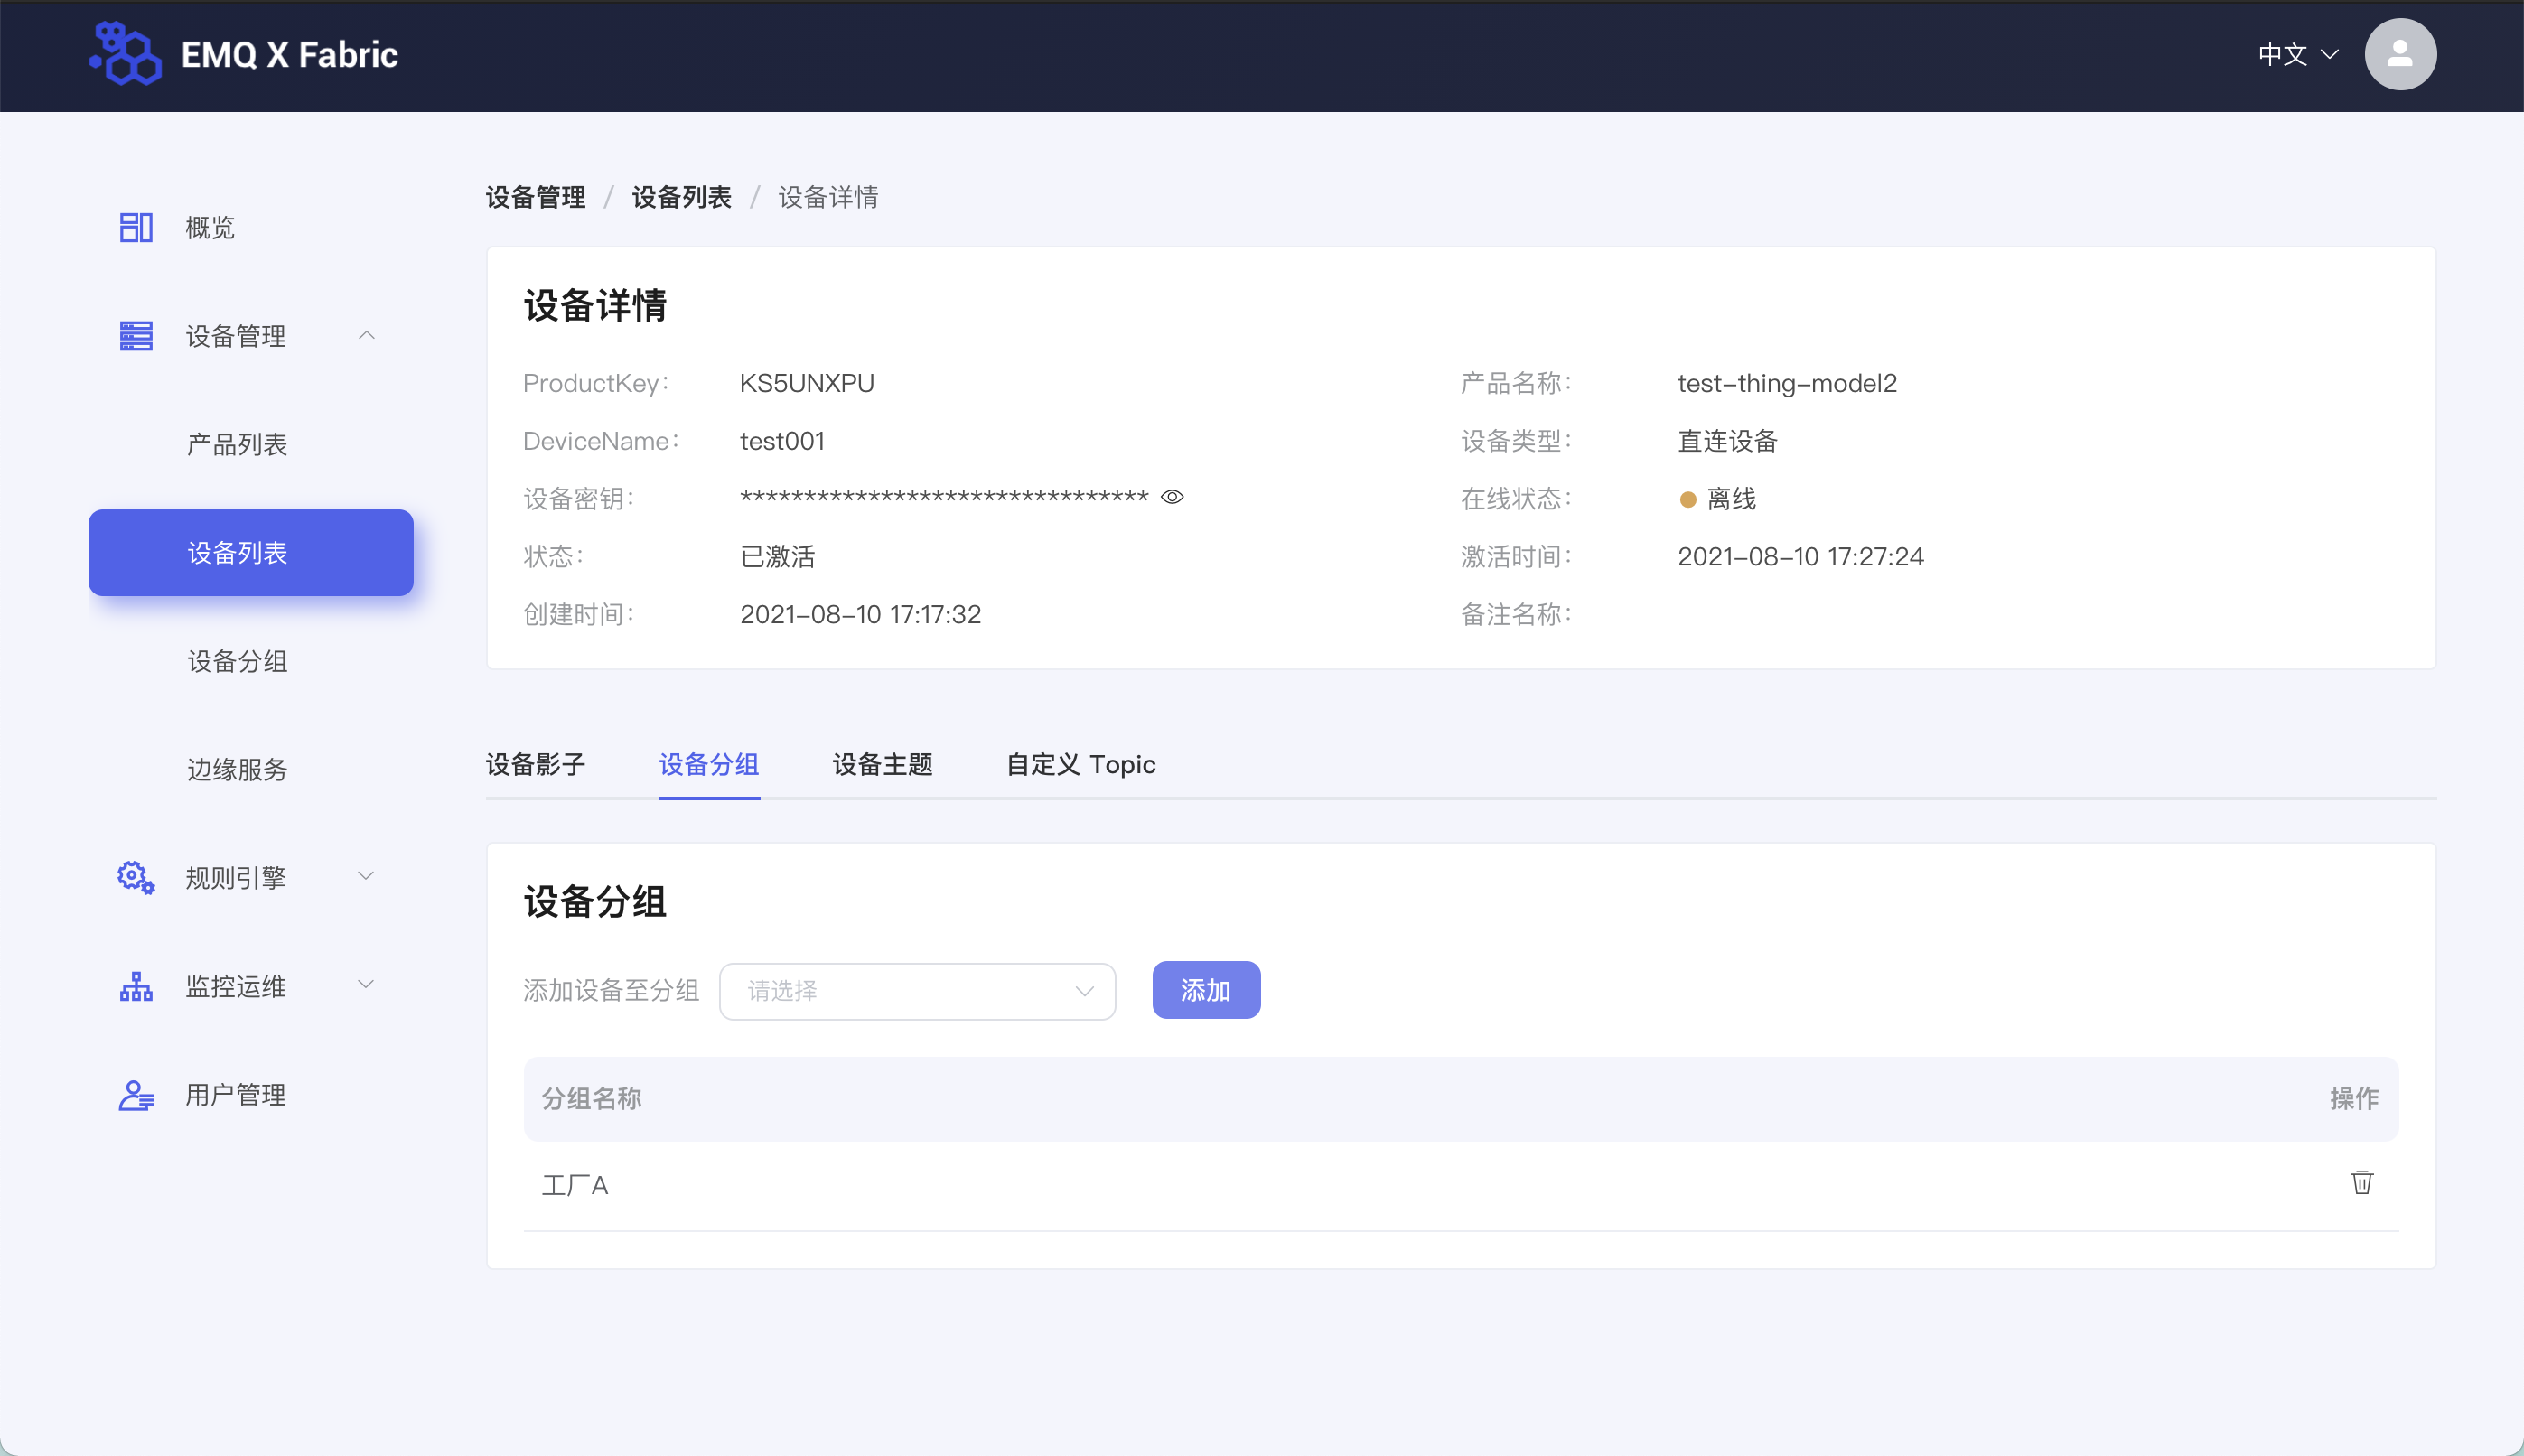 EMQ X Fabric
中文
概览
设备管理
产品列表
设备列表
设备分组
边缘服务
规则引擎
监控运维
用户管理
设备管理 / 设备列表 / 设备详情
设备详情
ProductKey： KS5UNXPU
产品名称： test-thing-model2
DeviceName： test001
设备类型： 直连设备
设备密钥： ********************************
在线状态： 离线
状态： 已激活
激活时间： 2021-08-10 17:27:24
创建时间： 2021-08-10 17:17:32
备注名称：
设备影子 设备分组 设备主题 自定义 Topic
设备分组
添加设备至分组 请选择 添加
分组名称 操作
工厂A